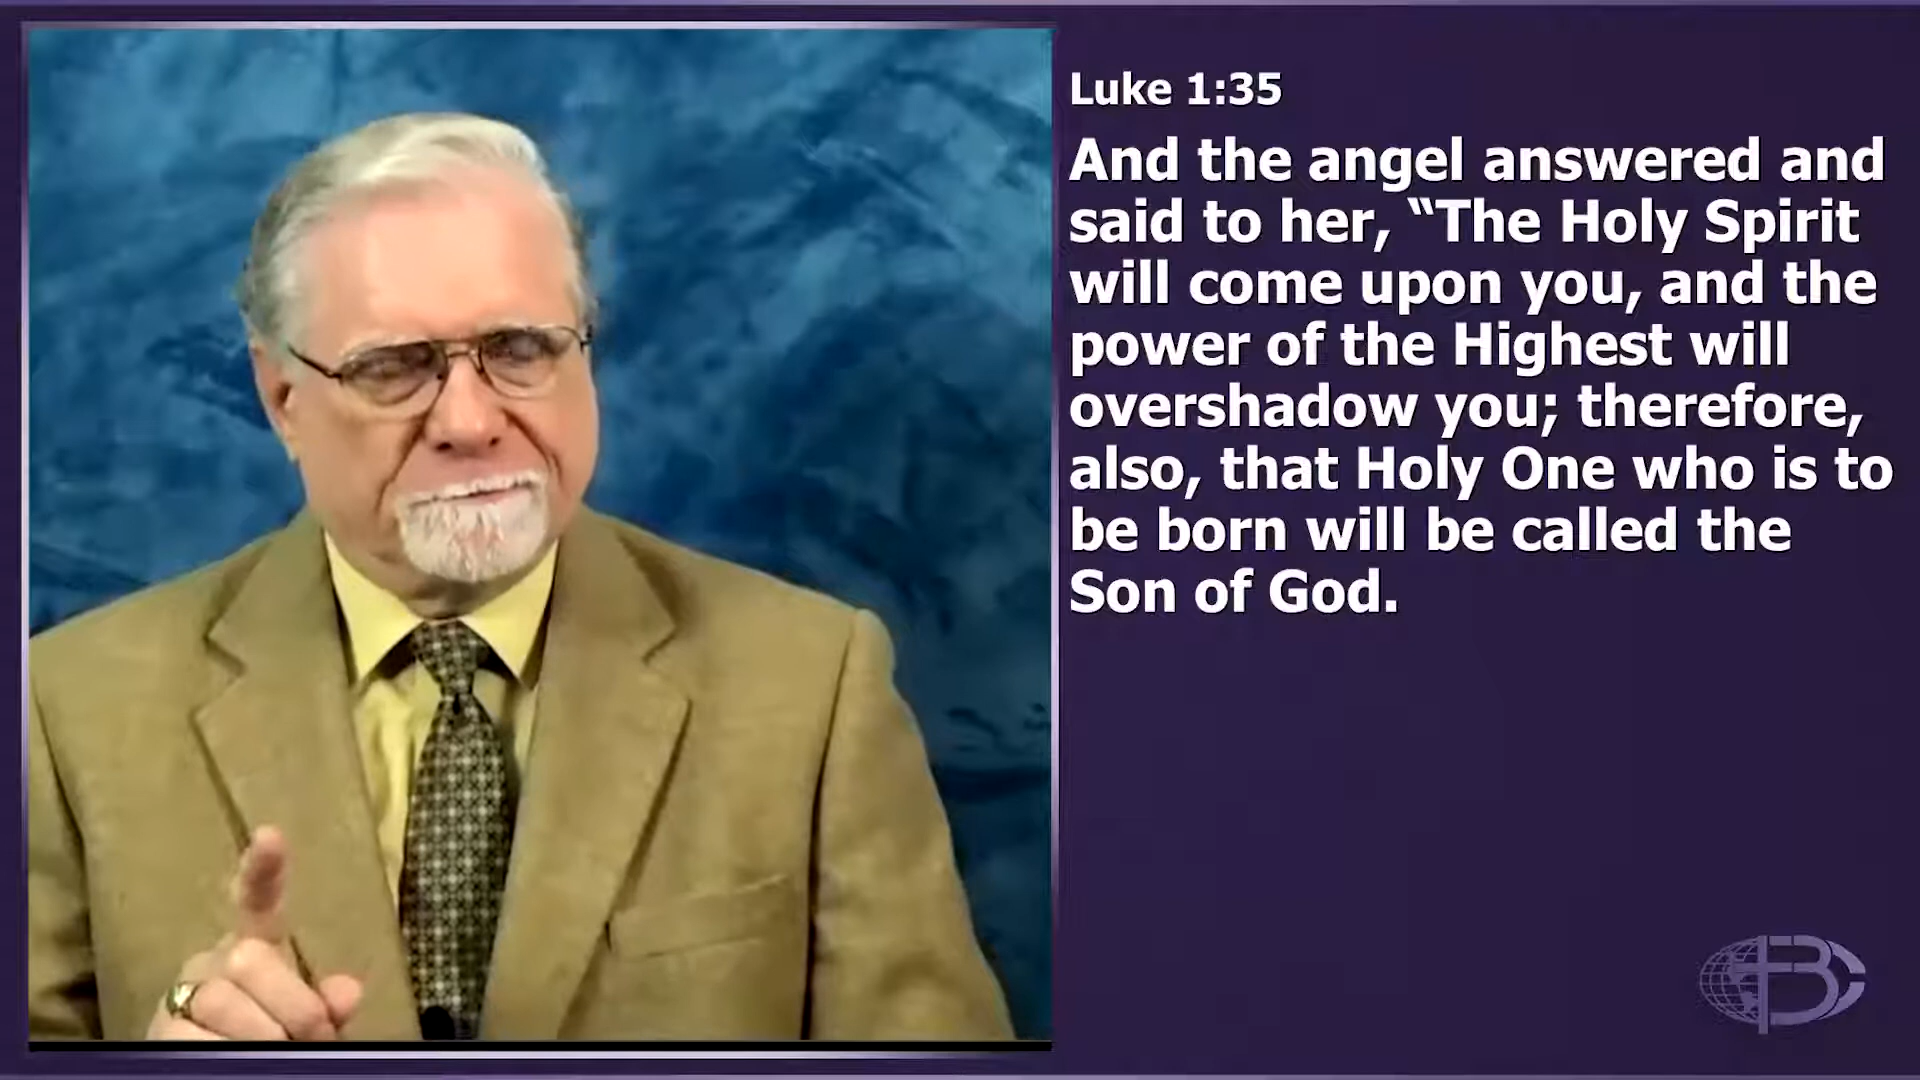 Luke 1:35
And the angel answered and
said to her, “The Holy Spirit
will come upon you, and the
power of the Highest will
overshadow you; therefore,
also, that Holy One who is to
be born will be called the
Son of God.